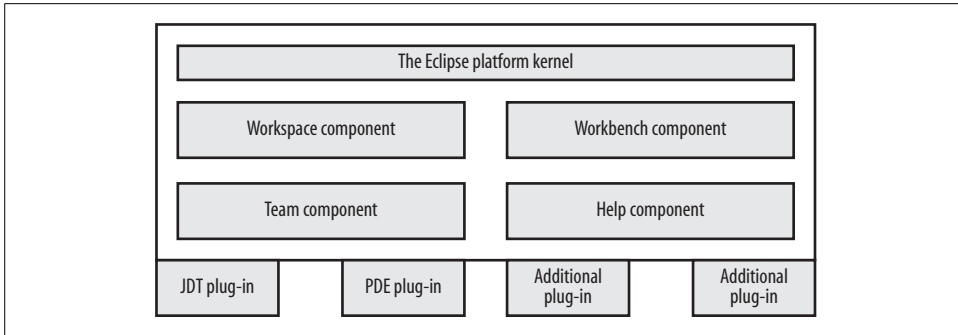 The Eclipse platform kernel
Workspace component
Workbench component
Team component
Help component
JDT plug-in
PDE plug-in
Additional
plug-in
Additional
plug-in